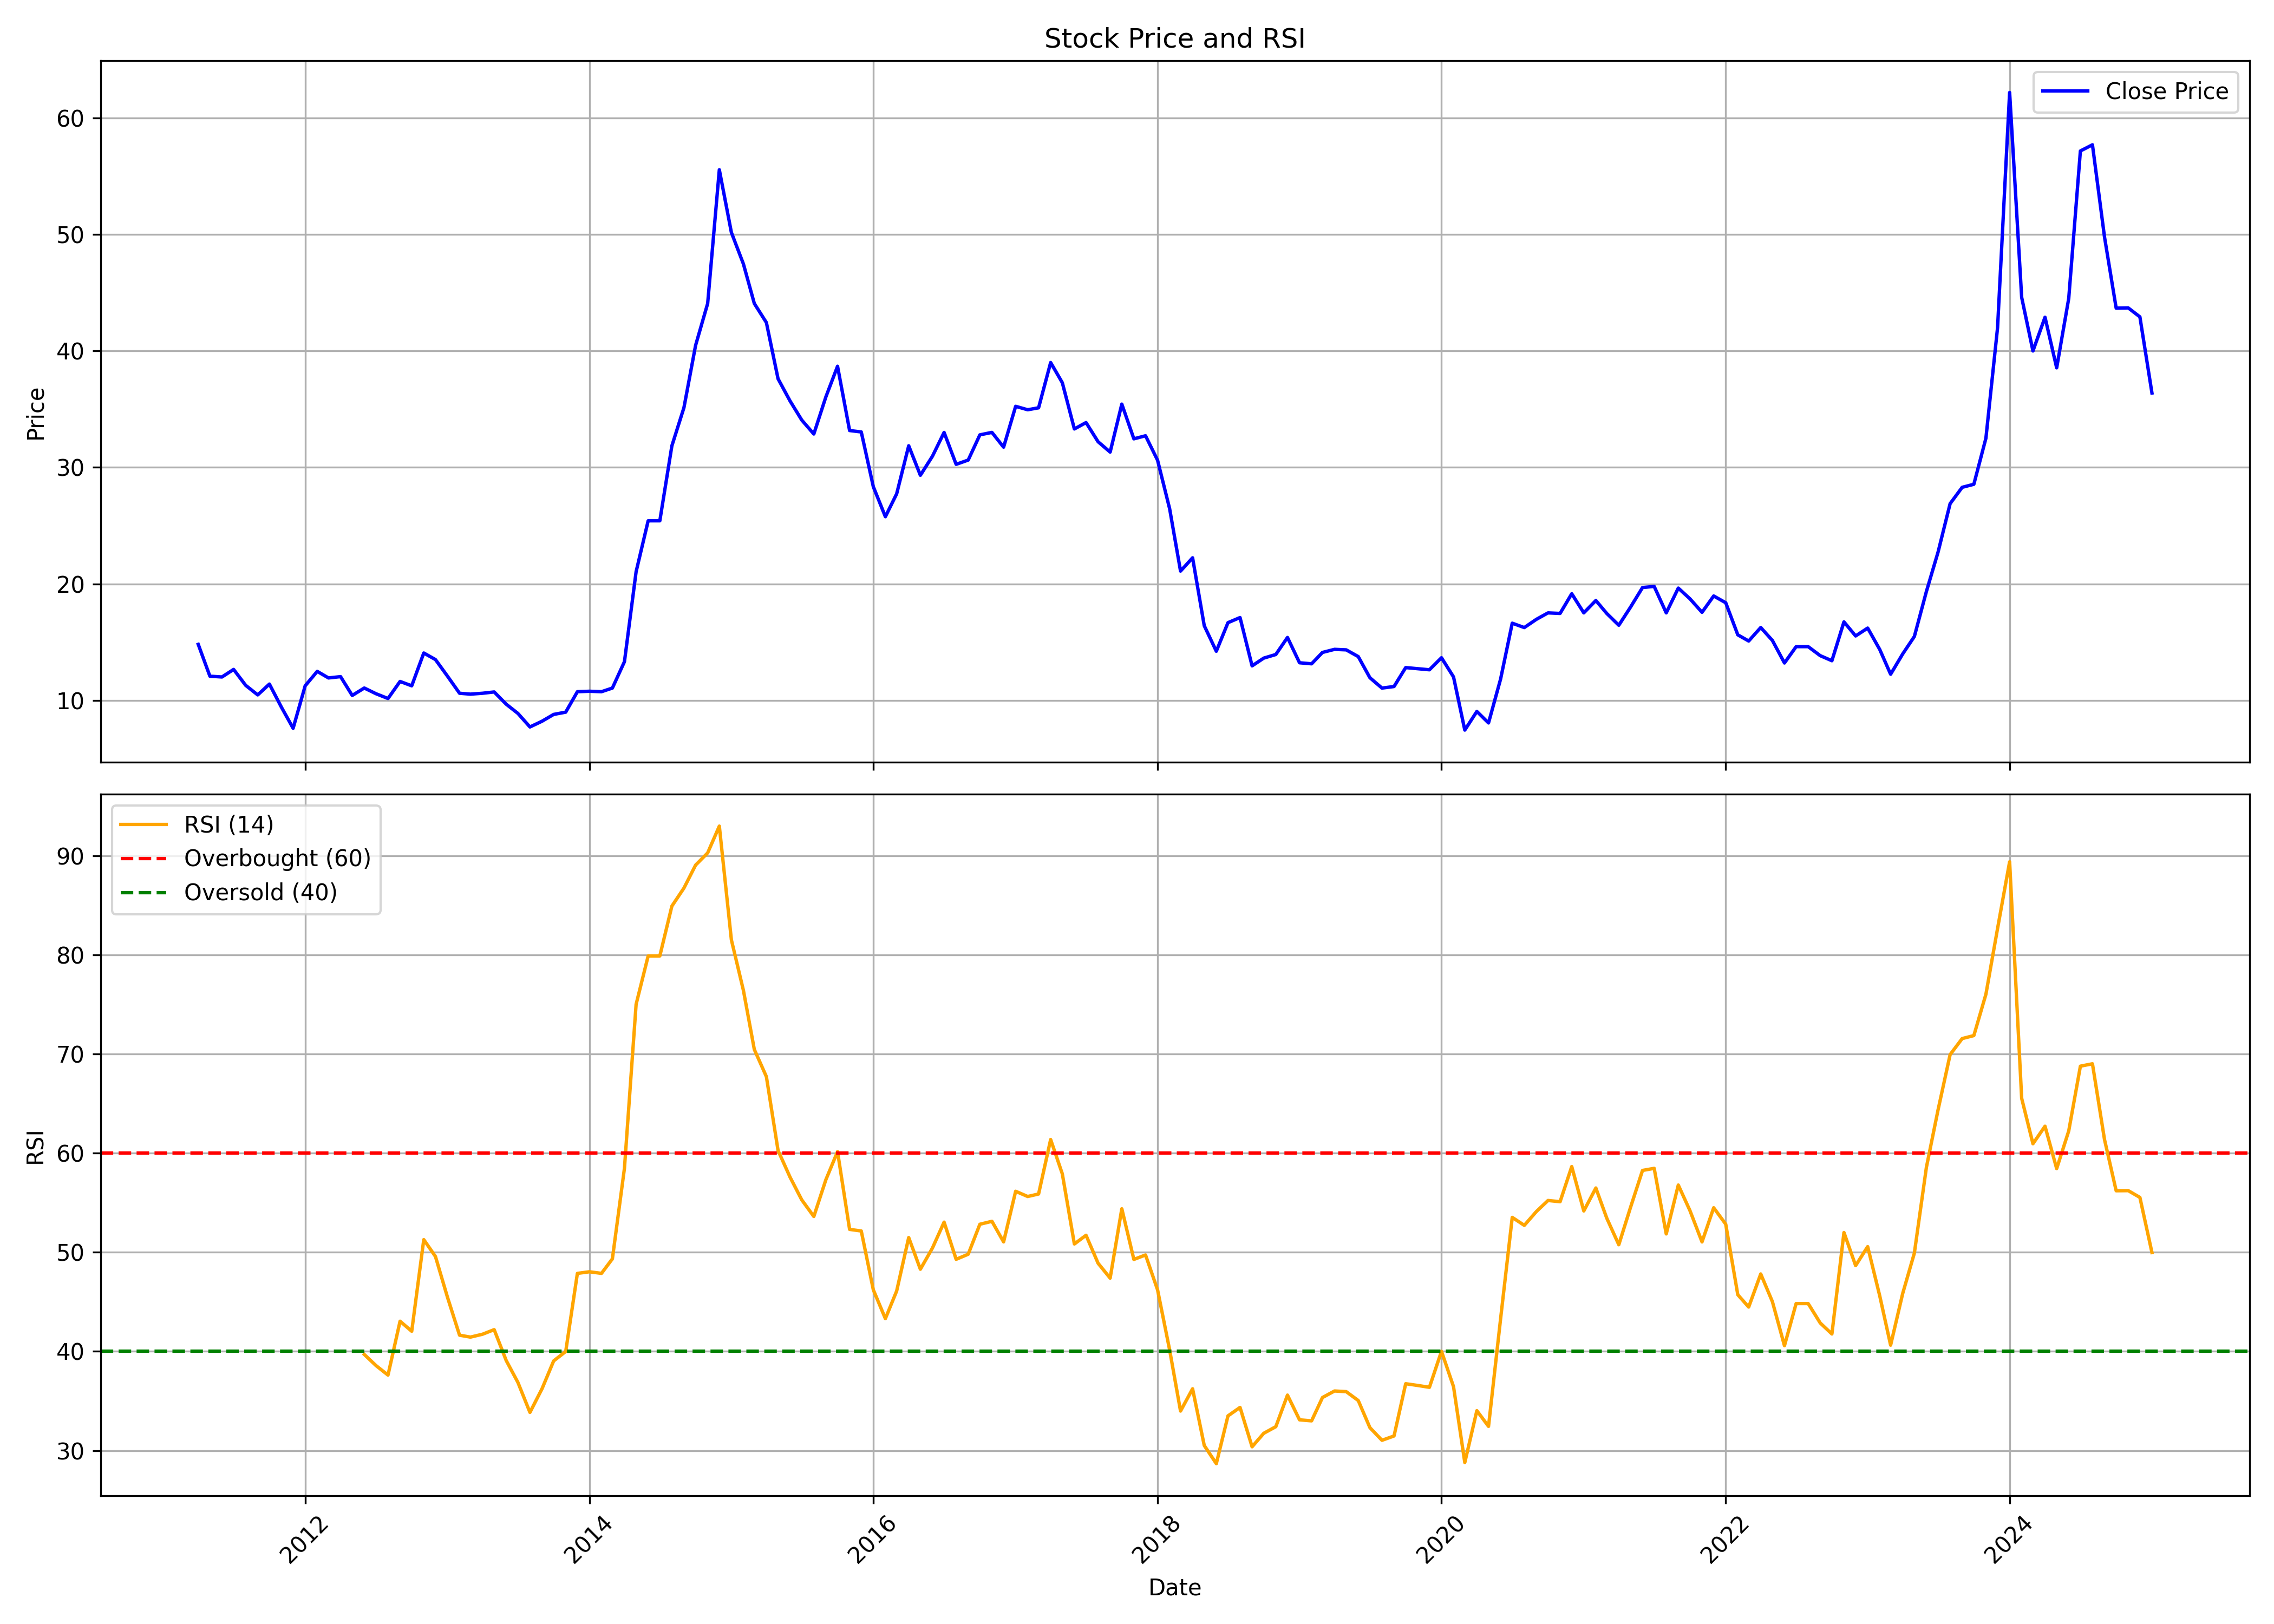 Stock Price and RSI
Close Price
Price
60
50
40
30
20
10
RSI (14)
Overbought (60)
Oversold (40)
RSI
90
80
70
60
50
40
30
2012
2014
2016
2018
2020
2022
2024
Date